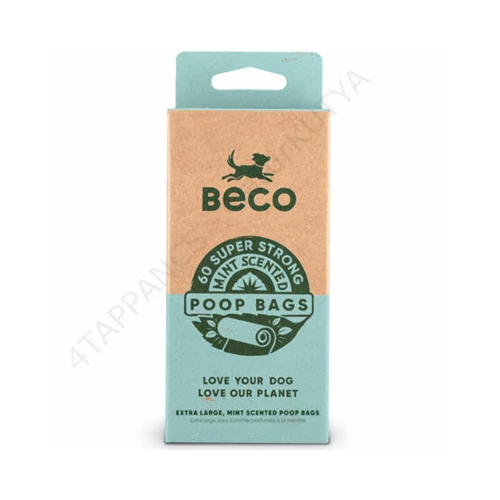 BECO
60 SUPER STRONG
MINT SCENTED
POOP BAGS
LOVE YOUR DOG
LOVE OUR PLANET
EXTRA LARGE, MINT SCENTED POOP BAGS